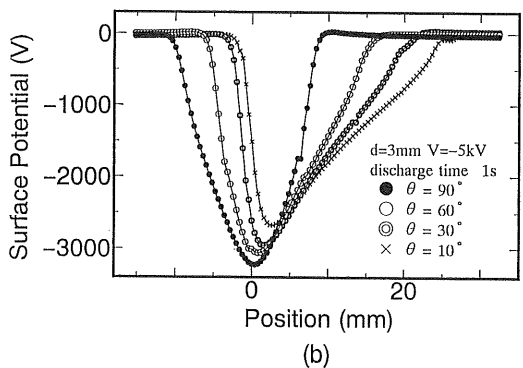 0
−1000
−2000
−3000
Surface Potential (V)
d=3mm V=−5kV
discharge time 1s
θ = 90°
θ = 60°
θ = 30°
θ = 10°
0
20
Position (mm)
(b)